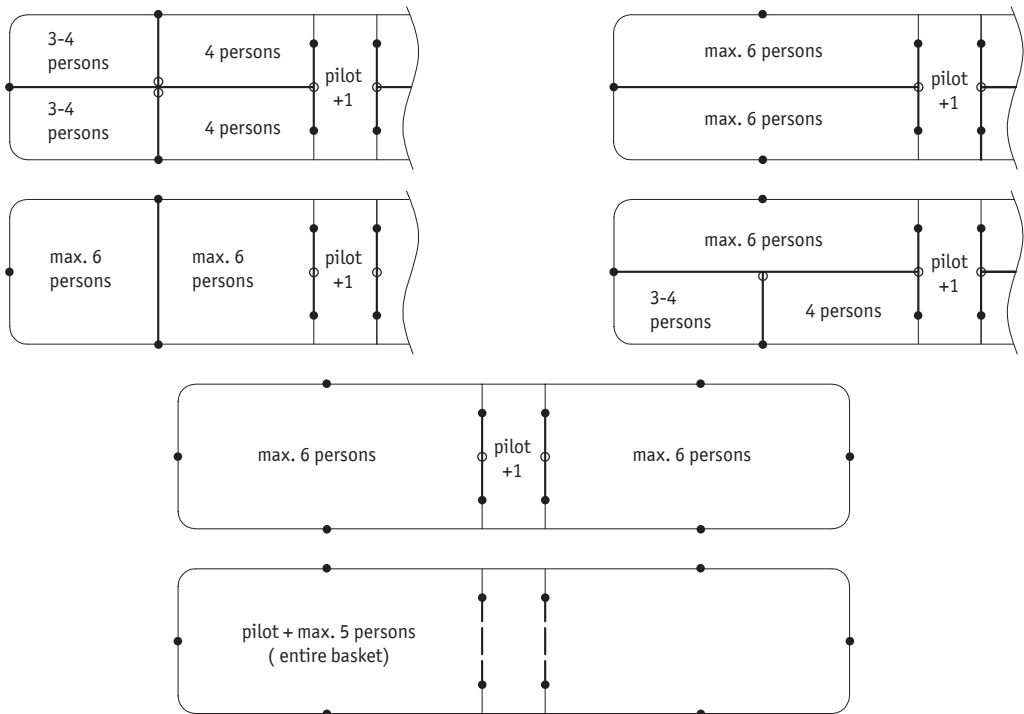 3-4
persons
4 persons
3-4
persons
4 persons
pilot
+1
max. 6 persons
max. 6 persons
pilot
+1
max. 6
persons
max. 6
persons
pilot
+1
max. 6 persons
3-4
persons
4 persons
pilot
+1
max. 6 persons
pilot
+1
max. 6 persons
pilot + max. 5 persons
( entire basket)